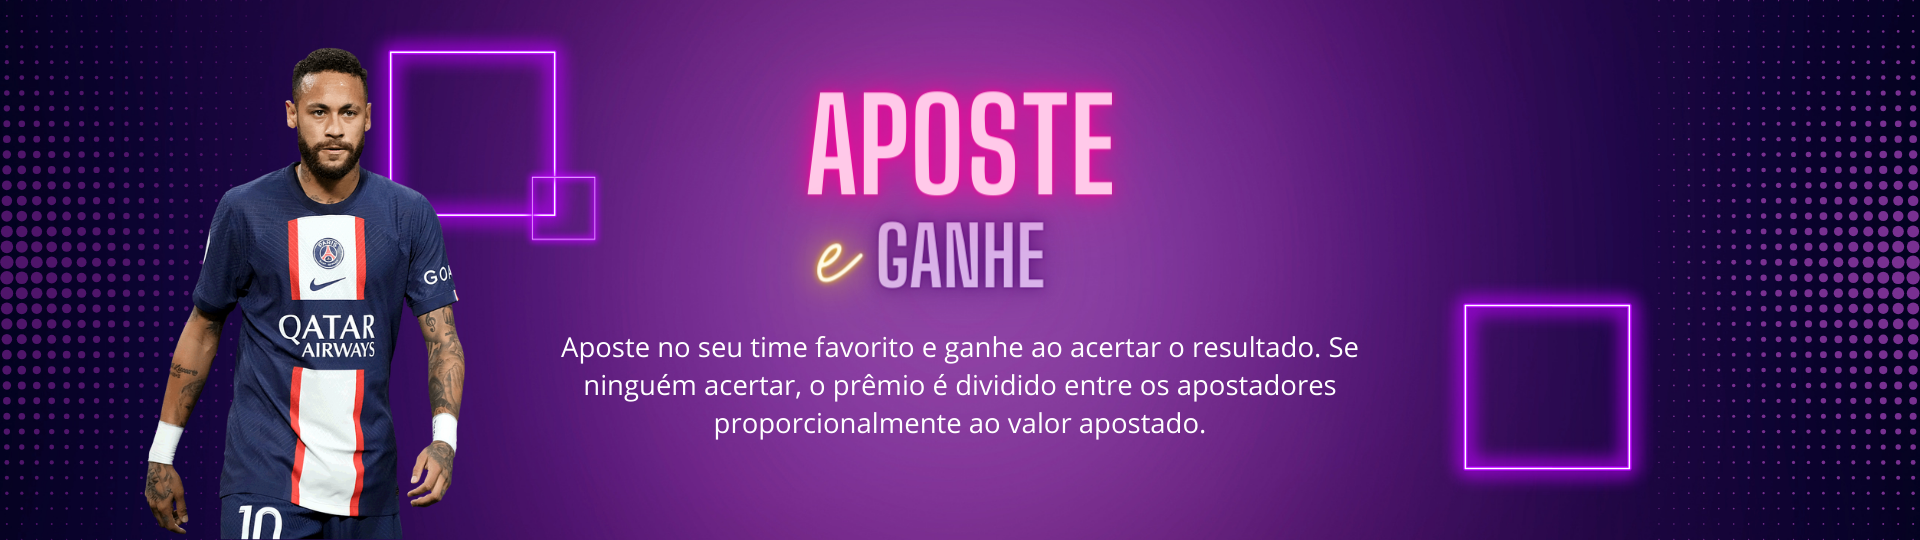 APOSTE
e GANHE
Aposte no seu time favorito e ganhe ao acertar o resultado. Se
ninguém acertar, o prêmio é dividido entre os apostadores
proporcionalmente ao valor apostado.
PARIS
GOA
QATAR
AIRWAYS
10